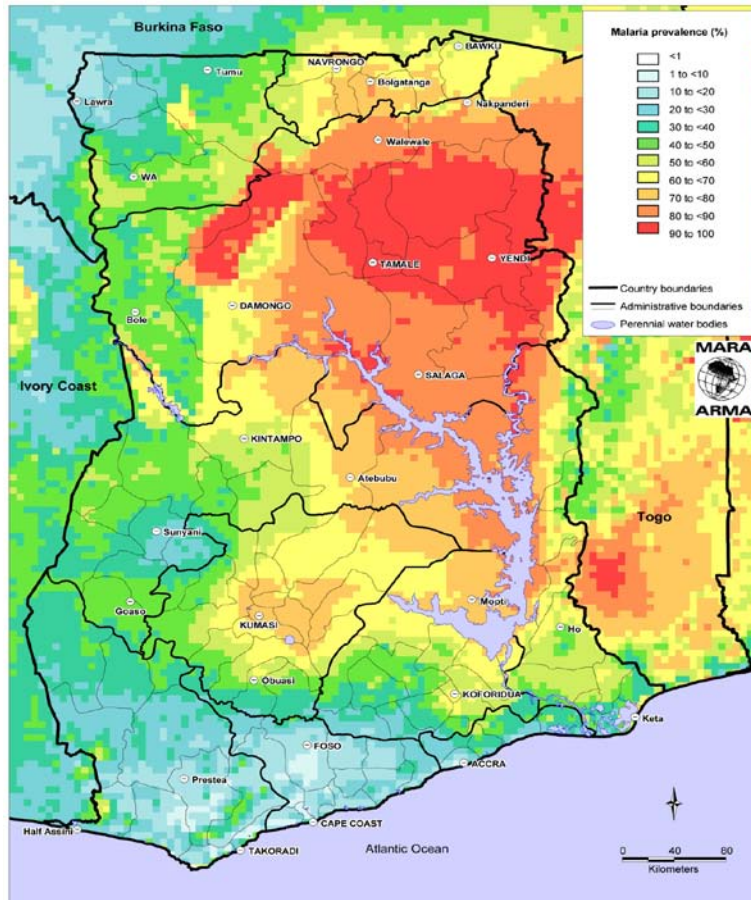 Burkina Faso
BAWKU
NAVRONGO
Tumu
Bolgatanga
Lawra
Nakpanderi
Walewale
WA
TAMALE
YENDI
DAMONGO
Bole
Ivory Coast
SALAGA
KINTAMPO
Atebubu
Sunyani
Togo
Goaso
Mopti
KUMASI
Ho
Obuasi
KOFORIDUA
Keta
FOSO
ACCRA
Prestea
Half Assini
CAPE COAST
TAKORADI
Atlantic Ocean
Malaria prevalence (%)
<1
1 to <10
10 to <20
20 to <30
30 to <40
40 to <50
50 to <60
60 to <70
70 to <80
80 to <90
90 to 100
Country boundaries
Administrative boundaries
Perennial water bodies
MARA
ARMA
0 40 80
Kilometers